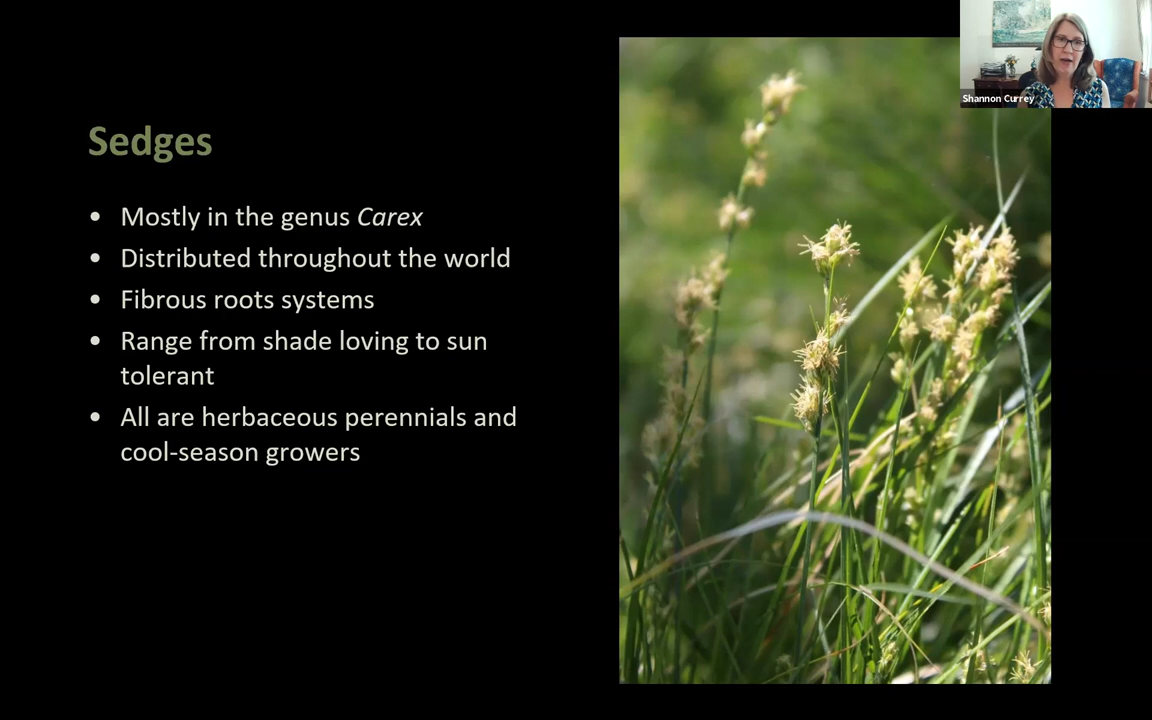 Shannon Currey
Sedges
• Mostly in the genus Carex
• Distributed throughout the world
• Fibrous roots systems
• Range from shade loving to sun
tolerant
• All are herbaceous perennials and
cool-season growers